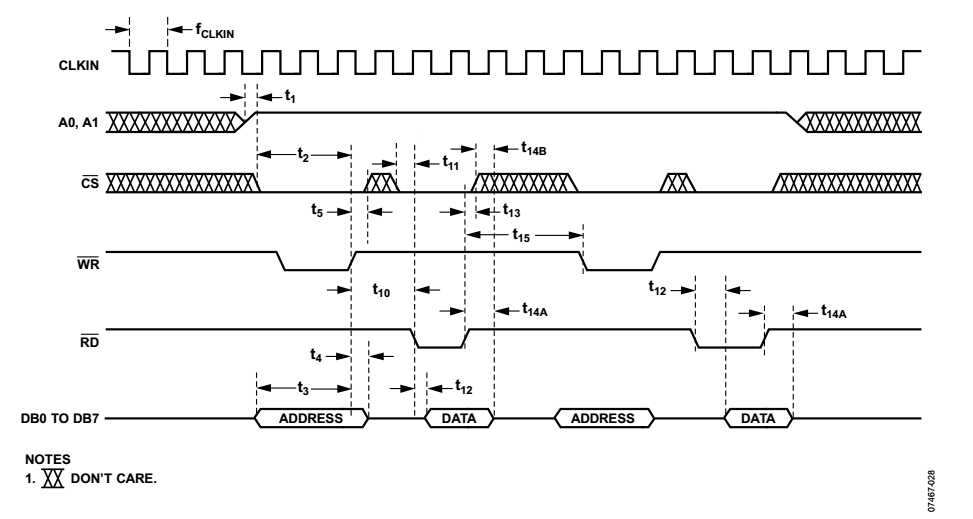 fCLKIN
CLKIN
t1
A0, A1
t2
t11
t14B
CS
t5
t13
t15
WR
t10
t12
t14A
t14A
RD
t4
t3
t12
DB0 TO DB7
ADDRESS
DATA
ADDRESS
DATA
NOTES
1. DON'T CARE.
07467-028